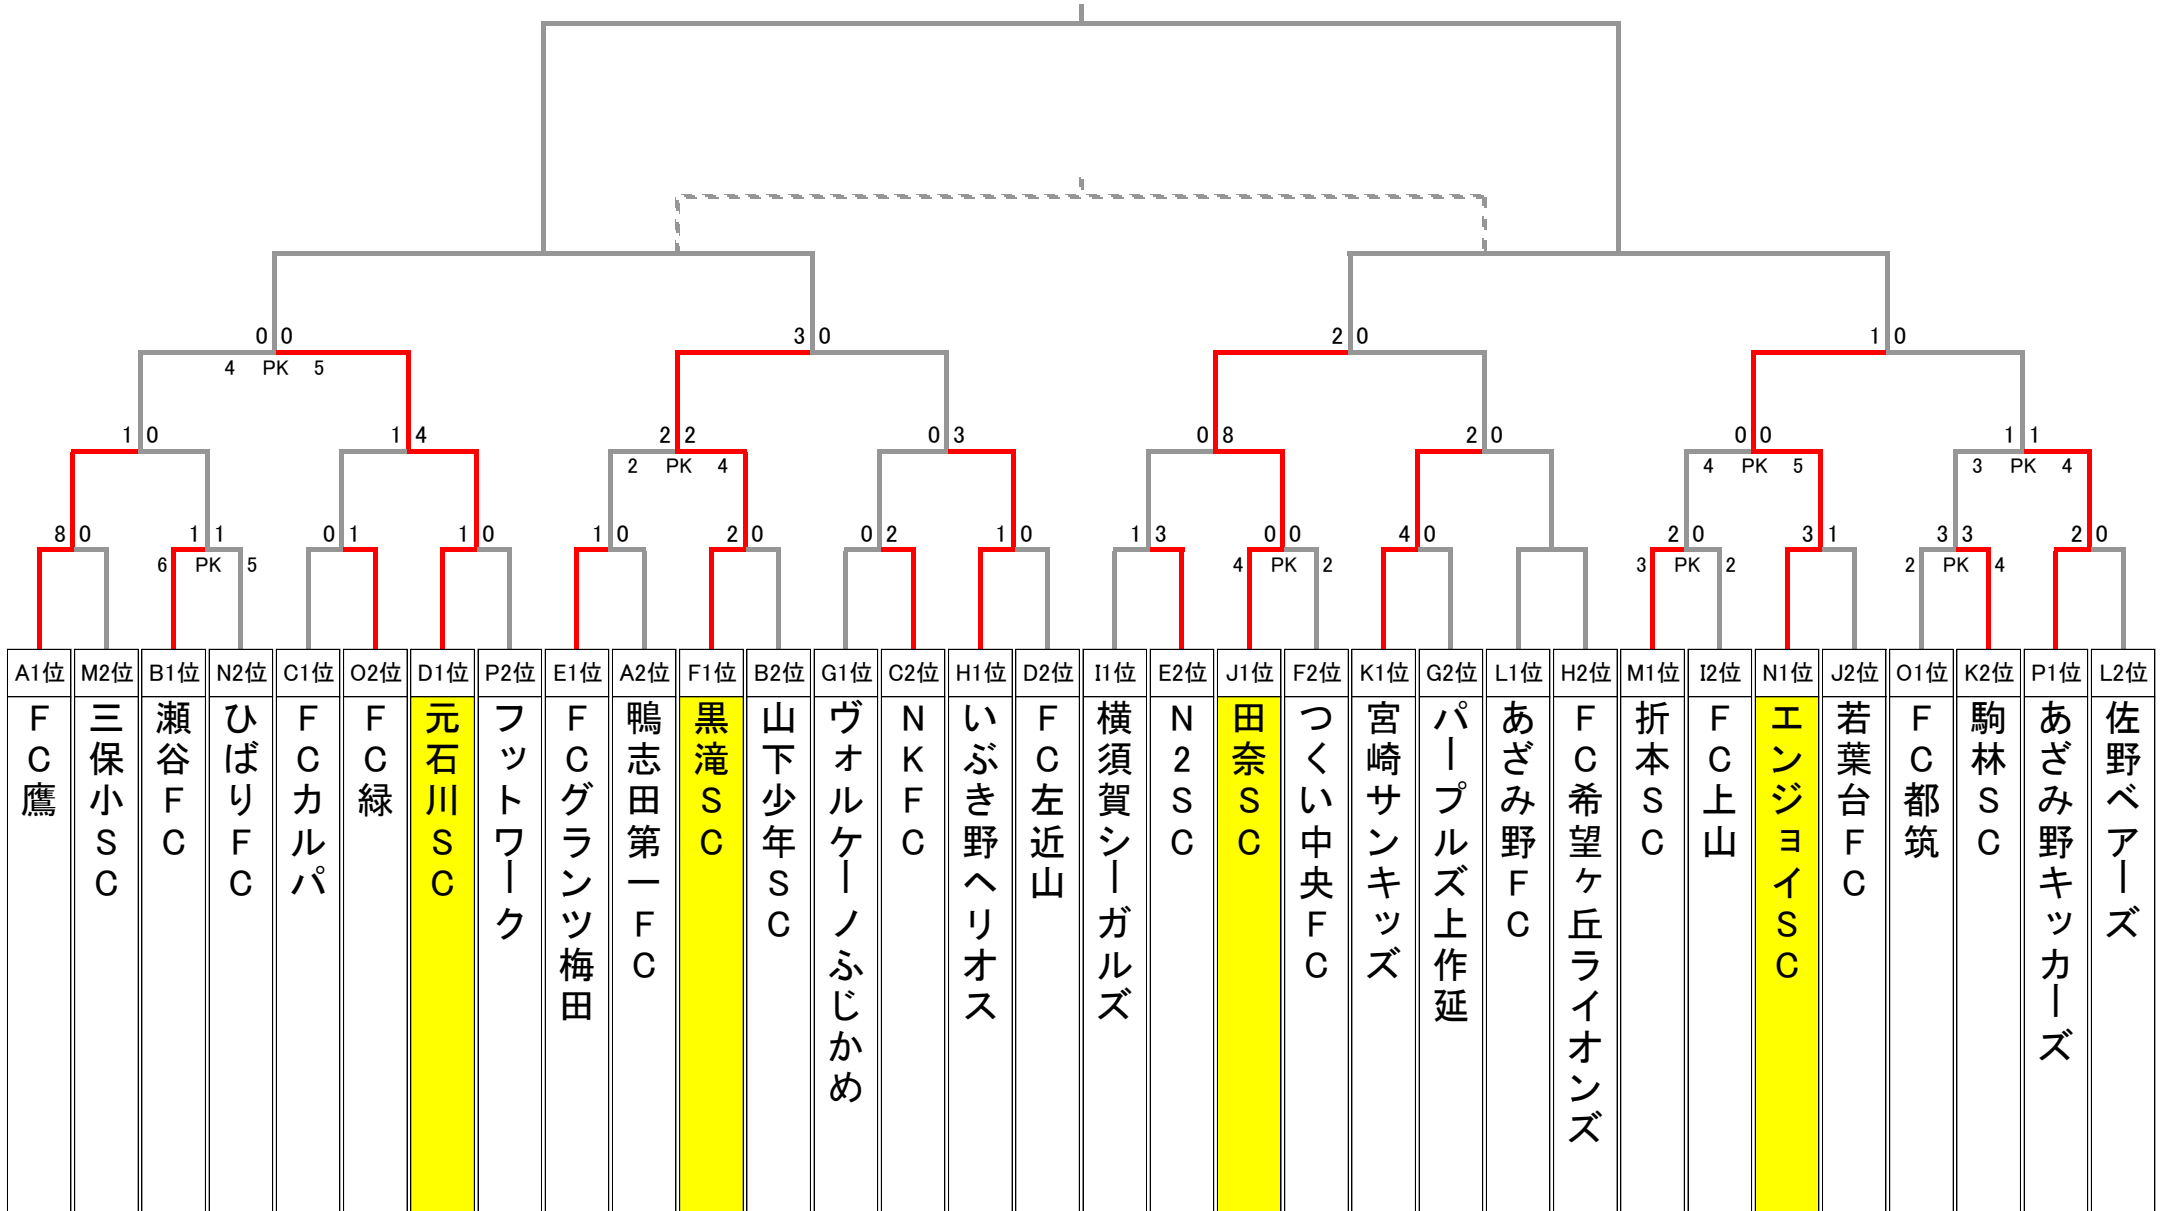 0 0 3 0 2 0 1 0
4 PK 5
1 0 1 4 2 2 0 3 0 8 2 0 0 0 1 1
2 PK 4 4 PK 5 3 PK 4
8 0 1 1 0 1 1 0 1 0 2 0 0 2 1 0 1 3 0 0 4 0 2 0 3 1 3 3 2 0
6 PK 5 4 PK 2 3 PK 2 2 PK 4
A1位 M2位 B1位 N2位 C1位 O2位 D1位 P2位 E1位 A2位 F1位 B2位 G1位 C2位 H1位 D2位 I1位 E2位 J1位 F2位 K1位 G2位 L1位 H2位 M1位 I2位 N1位 J2位 O1位 K2位 P1位 L2位
FC鷹
三保小SC
瀬谷FC
ひばりFC
FCカルパ
FC緑
元石川SC
フットワーク
FCグランツ梅田
鴨志田第一FC
黒滝SC
山下少年SC
ヴォルケーノふじかめ
NKFC
いぶき野ヘリオス
FC左近山
横須賀シーガルズ
N2SC
田奈SC
つくい中央FC
宮崎サンキッズ
パープルズ上作延
あざみ野FC
FC希望ヶ丘ライオンズ
折本SC
FC上山
エンジョイSC
若葉台FC
FC都筑
駒林SC
あざみ野キッカーズ
佐野ベアーズ